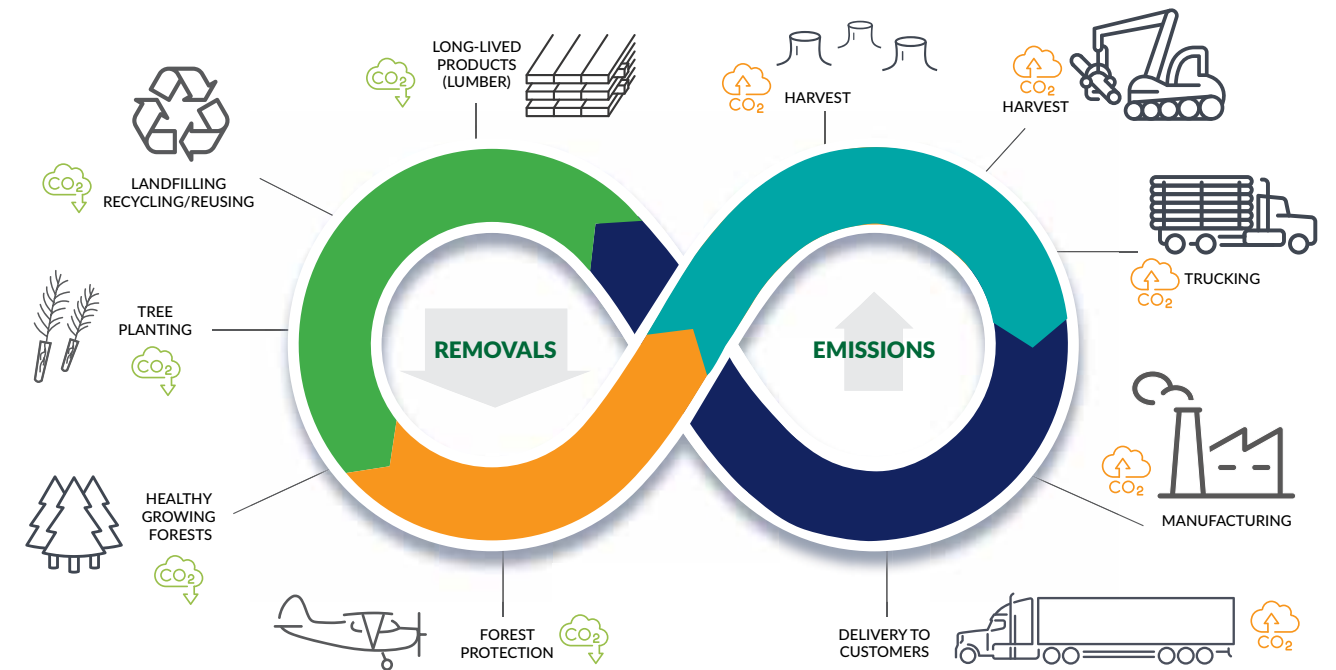 LONG-LIVED
PRODUCTS
(LUMBER)
CO2
HARVEST
CO2
HARVEST
CO2
LANDFILLING
RECYCLING/REUSING
CO2
TRUCKING
CO2
TREE
PLANTING
CO2
REMOVALS
EMISSIONS
HEALTHY
GROWING
FORESTS
CO2
CO2
MANUFACTURING
FOREST
PROTECTION
CO2
DELIVERY TO
CUSTOMERS
CO2